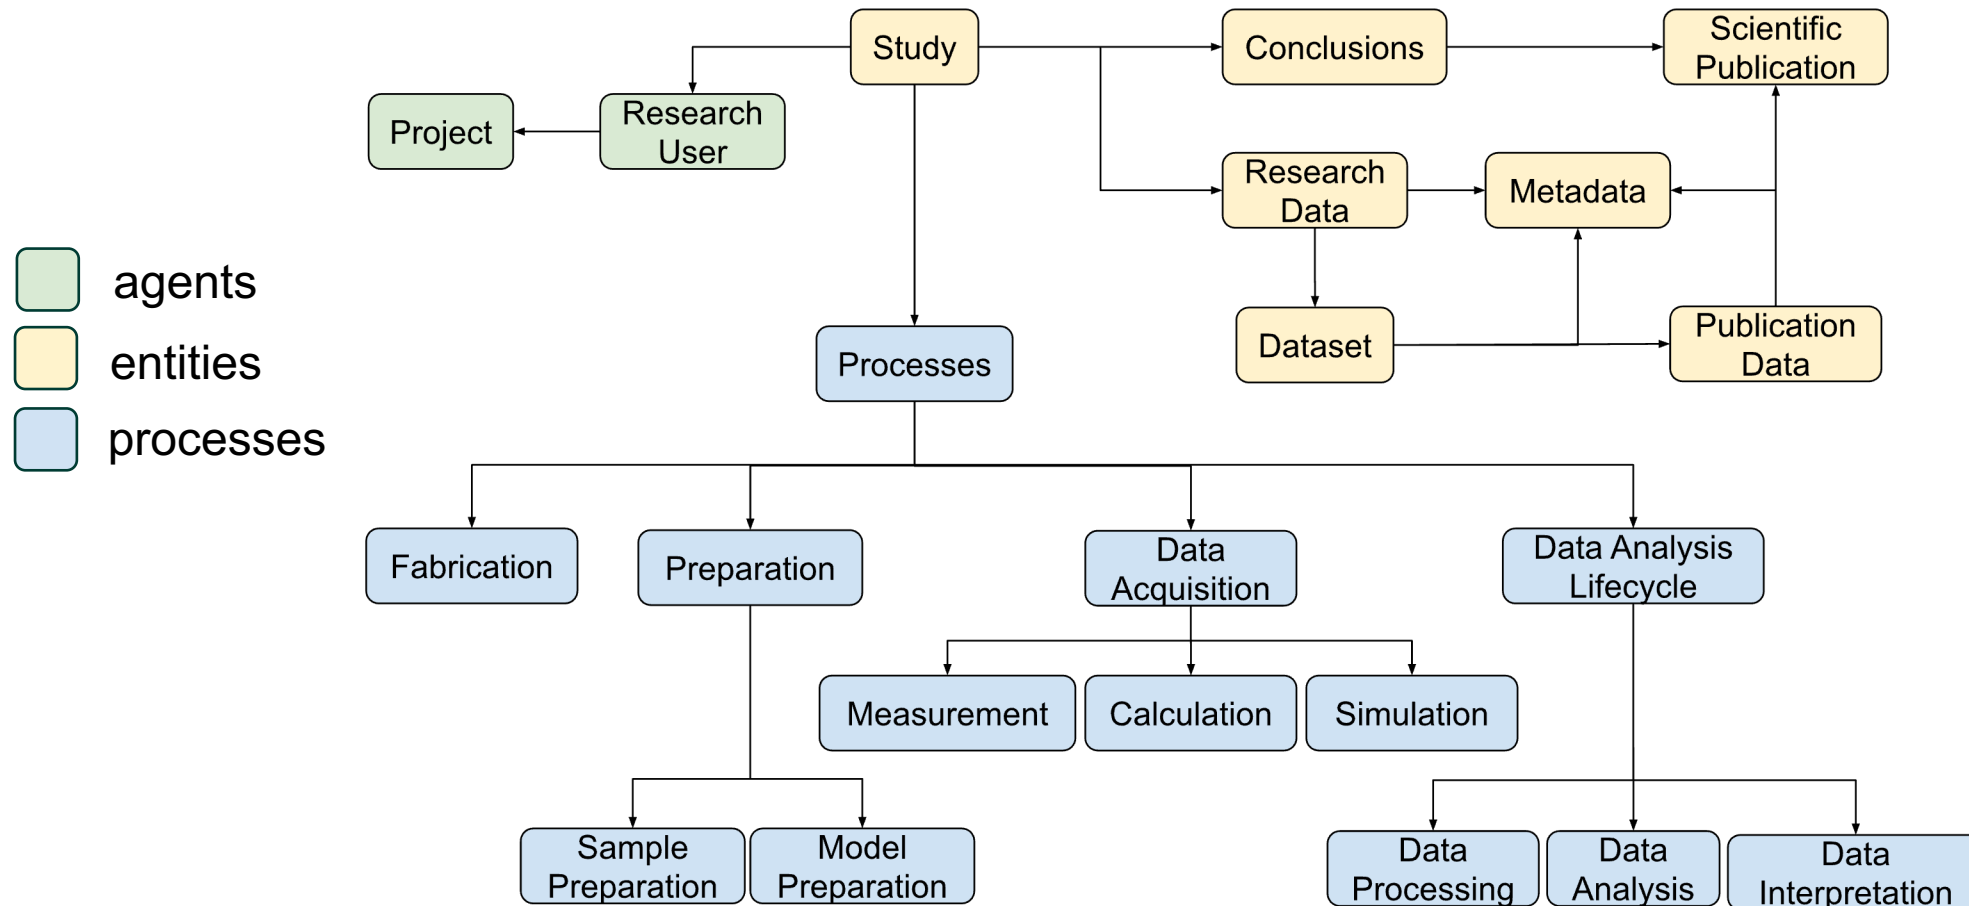 Study
Conclusions
Scientific
Publication
Project
Research
User
Research
Data
Metadata
agents
entities
processes
Processes
Dataset
Publication
Data
Fabrication
Preparation
Data
Acquisition
Data Analysis
Lifecycle
Measurement
Calculation
Simulation
Sample
Preparation
Model
Preparation
Data
Processing
Data
Analysis
Data
Interpretation